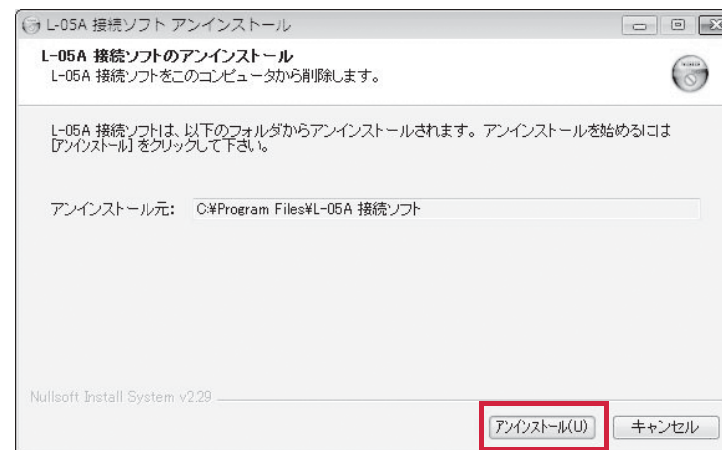 L-05A 接続ソフト アンインストール
L-05A 接続ソフトのアンインストール
L-05A 接続ソフトをこのコンピュータから削除します。
L-05A 接続ソフトは、以下のフォルダからアンインストールされます。アンインストールを始めるには
[アンインストール] をクリックして下さい。
アンインストール元: C:¥Program Files¥L-05A 接続ソフト
Nullsoft Install System v2.29
アンインストール(U) キャンセル